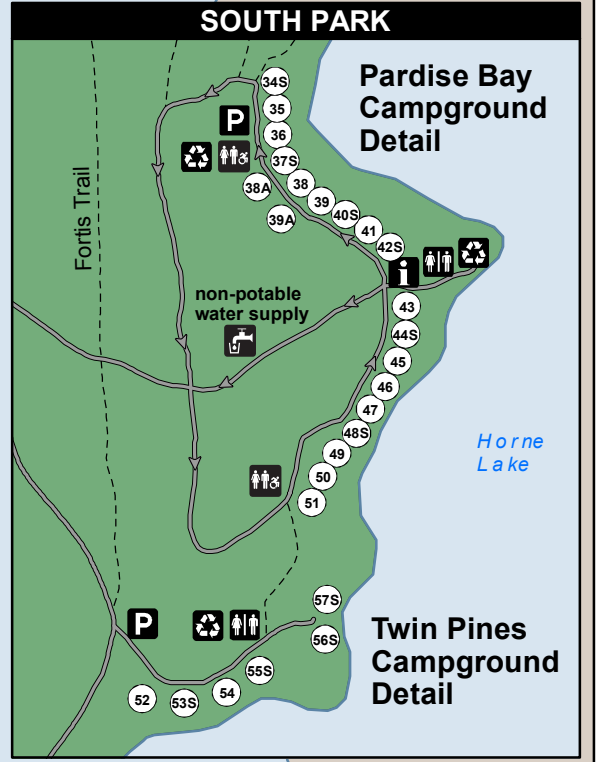 SOUTH PARK
Pardise Bay
Campground
Detail
34S
35
P
36
37S
38A
38
39
39A
40S
41
42S
Fortis Trail
i
non-potable
water supply
43
44S
45
46
47
48S
49
50
51
Horne
Lake
57S
P
56S
Twin Pines
Campground
Detail
55S
54
52
53S